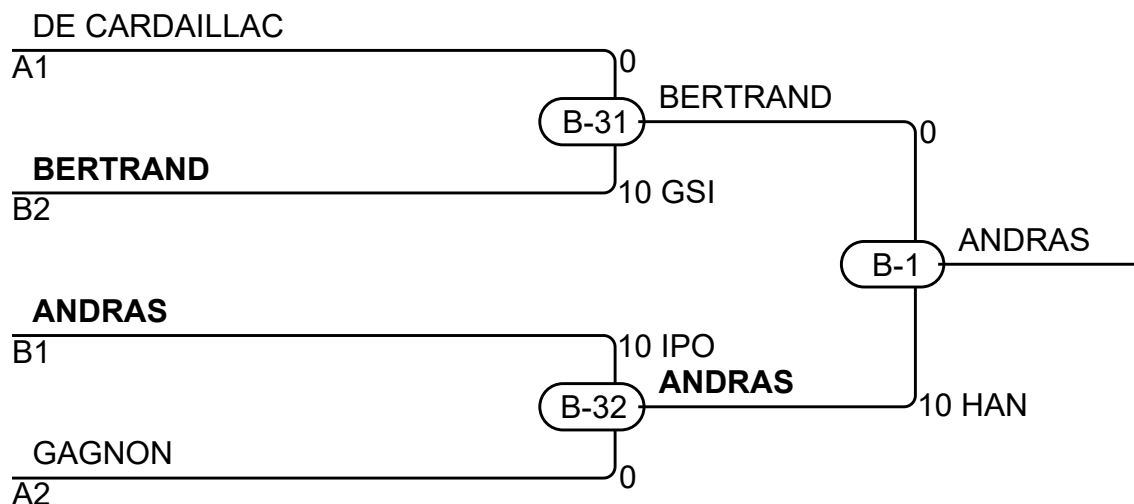 DE CARDAILLAC
A1
0
B-31
BERTRAND
0
BERTRAND
B2
10 GSI
B-1
ANDRAS
ANDRAS
B1
10 IPO
ANDRAS
B-32
10 HAN
GAGNON
A2
0